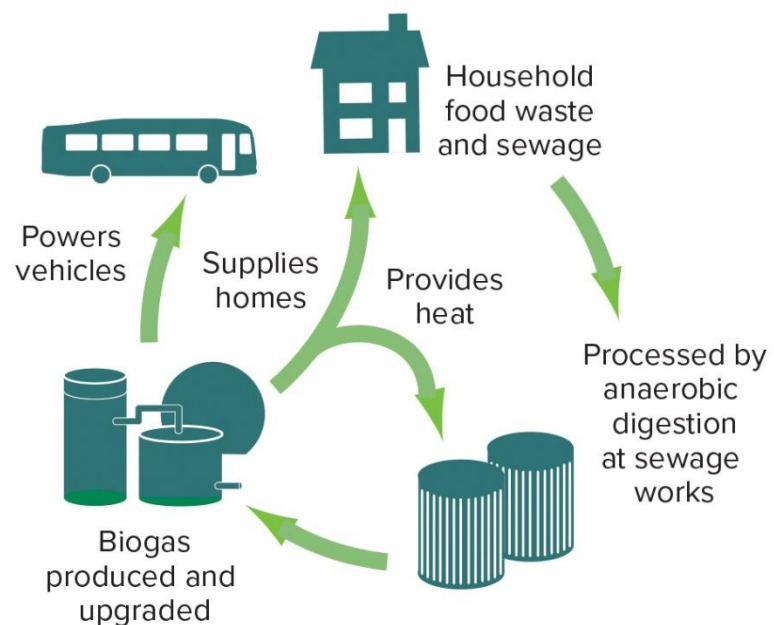 Household
food waste
and sewage
Powers
vehicles
Supplies
homes
Provides
heat
Processed by
anaerobic
digestion
at sewage
works
Biogas
produced and
upgraded